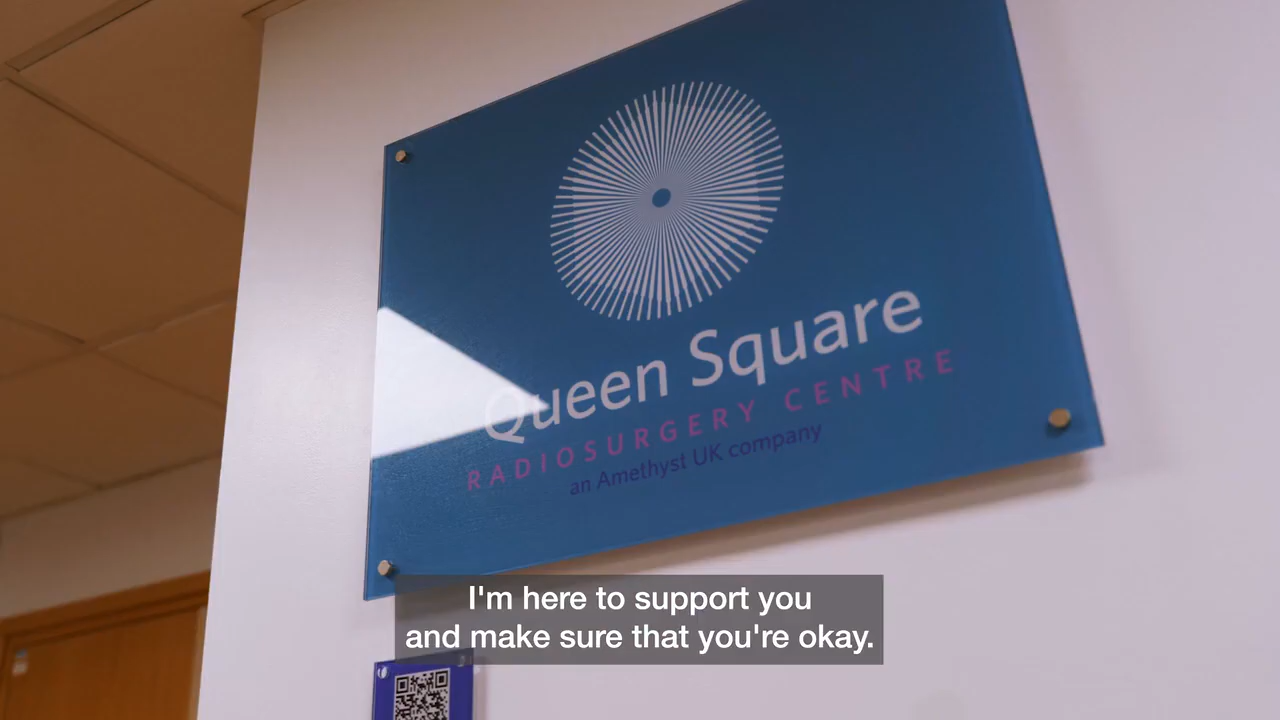 Queen Square
RADIOSURGERY CENTRE
an Amethyst UK company
I'm here to support you
and make sure that you're okay.